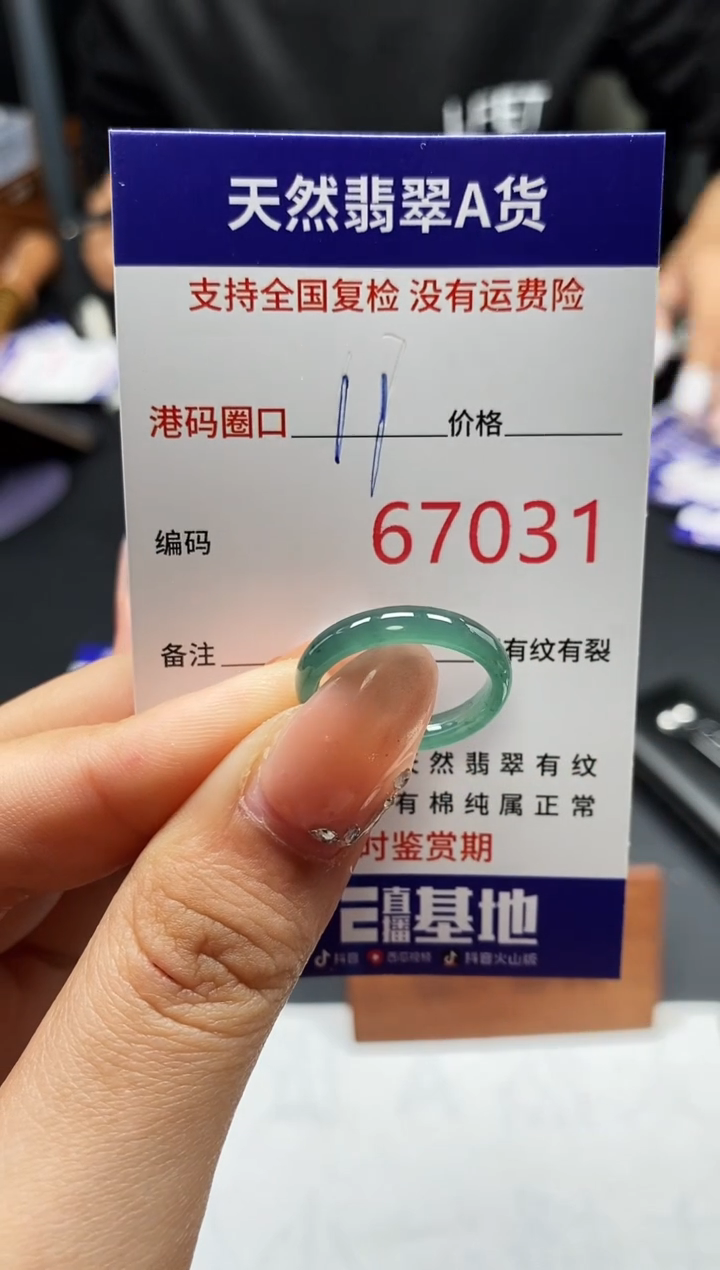 天然翡翠A货
支持全国复检 没有运费险
港码圈口 11 价格
编码 67031
备注 有纹有裂
然翡翠有纹
有棉纯属正常
时鉴赏期
直播基地
抖音 西瓜视频 抖音火山版